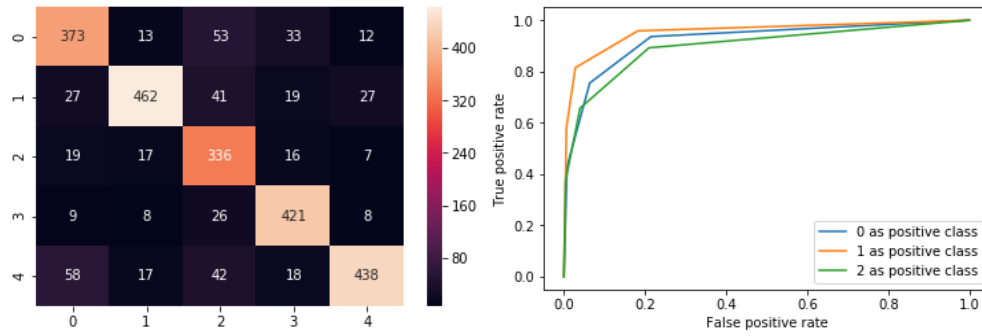 0 373 13 53 33 12
1 27 462 41 19 27
2 19 17 336 16 7
3 9 8 26 421 8
4 58 17 42 18 438
0 1 2 3 4
400
320
240
160
80
True positive rate
1.0
0.8
0.6
0.4
0.2
0.0
0 as positive class
1 as positive class
2 as positive class
0.0 0.2 0.4 0.6 0.8 1.0
False positive rate